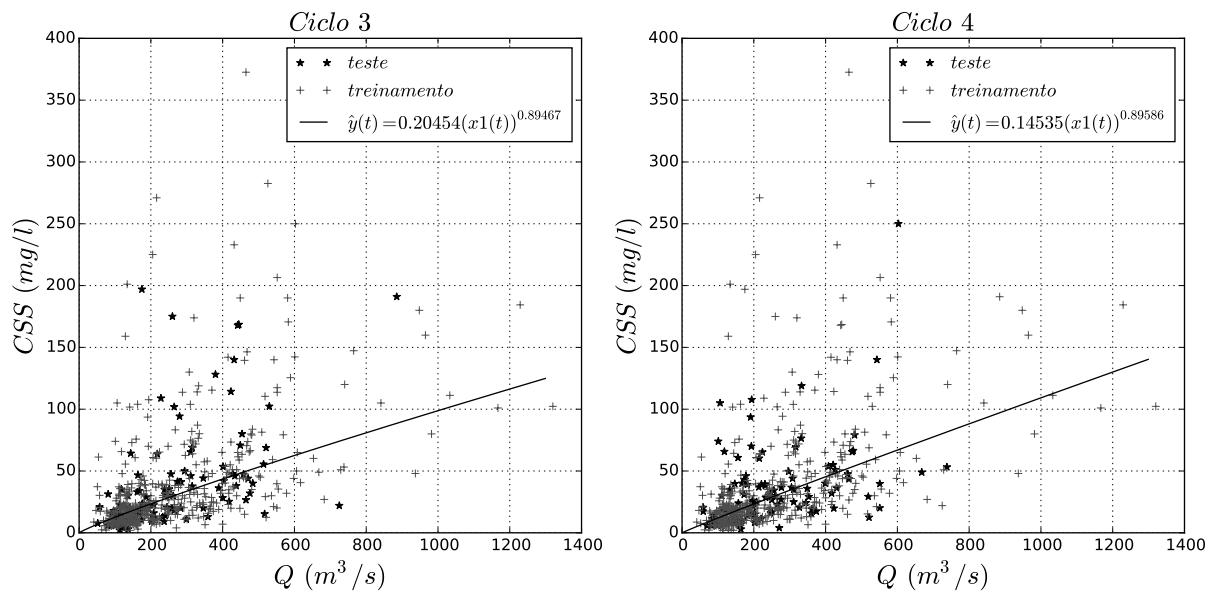 Ciclo 3
400
350
300
250
200
150
100
50
0
CSS (mg/l)
teste
treinamento
ŷ(t)=0.20454(x1(t))^0.89467
0 200 400 600 800 1000 1200 1400
Q (m³/s)
Ciclo 4
400
350
300
250
200
150
100
50
0
CSS (mg/l)
teste
treinamento
ŷ(t)=0.14535(x1(t))^0.89586
0 200 400 600 800 1000 1200 1400
Q (m³/s)